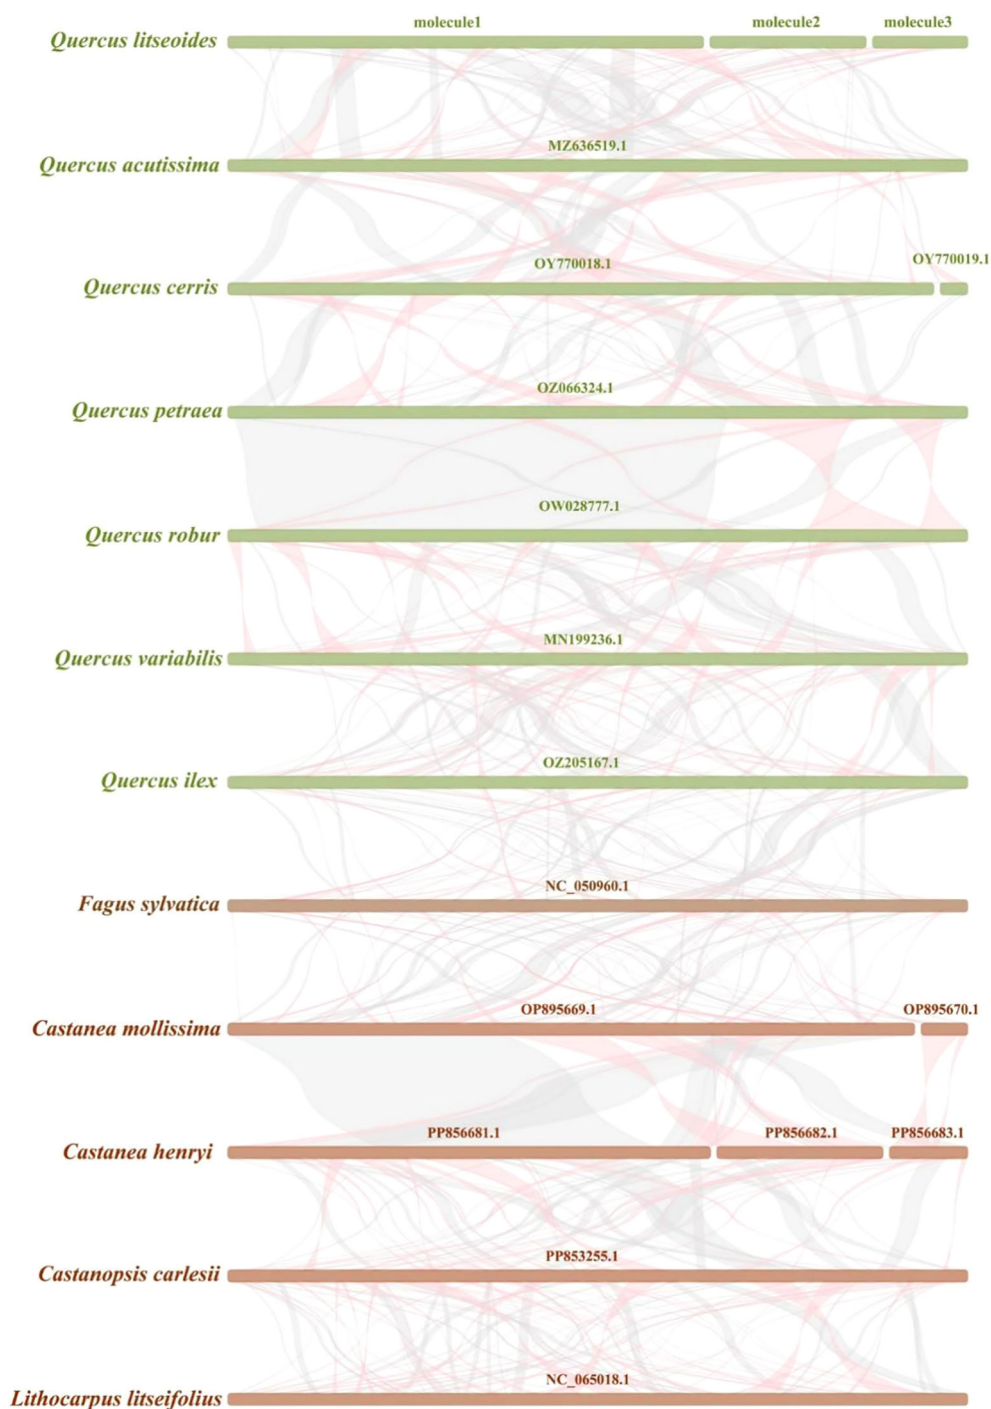 molecule1 molecule2 molecule3
Quercus litseoides
MZ636519.1
Quercus acutissima
OY770018.1 OY770019.1
Quercus cerris
OZ066324.1
Quercus petraea
OW028777.1
Quercus robur
MN199236.1
Quercus variabilis
OZ205167.1
Quercus ilex
NC_050960.1
Fagus sylvatica
OP895669.1 OP895670.1
Castanea mollissima
PP856681.1 PP856682.1 PP856683.1
Castanea henryi
PP853255.1
Castanopsis carlesii
NC_065018.1
Lithocarpus litseifolius